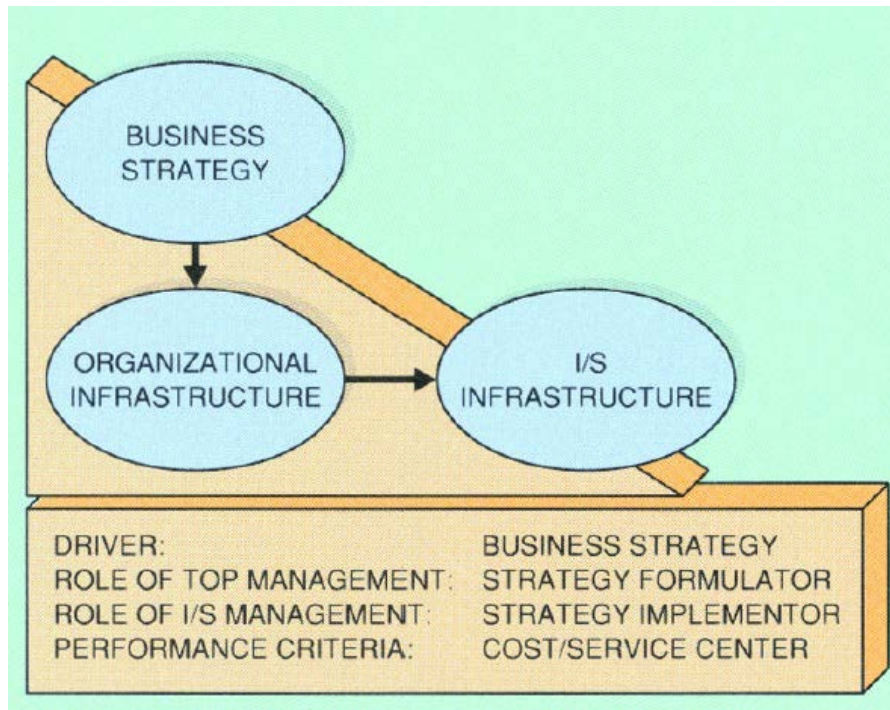 BUSINESS
STRATEGY
ORGANIZATIONAL
INFRASTRUCTURE
I/S
INFRASTRUCTURE
DRIVER: BUSINESS STRATEGY
ROLE OF TOP MANAGEMENT: STRATEGY FORMULATOR
ROLE OF I/S MANAGEMENT: STRATEGY IMPLEMENTOR
PERFORMANCE CRITERIA: COST/SERVICE CENTER